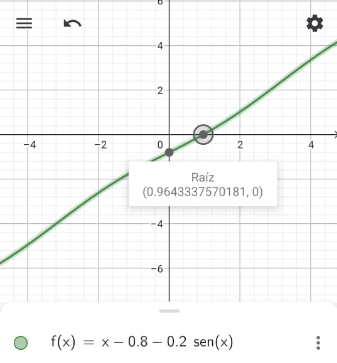 6
4
2
−4 −2 0 2 4
Raíz
(0.9643337570181, 0)
−4
−6
f(x) = x − 0.8 − 0.2 sen(x)